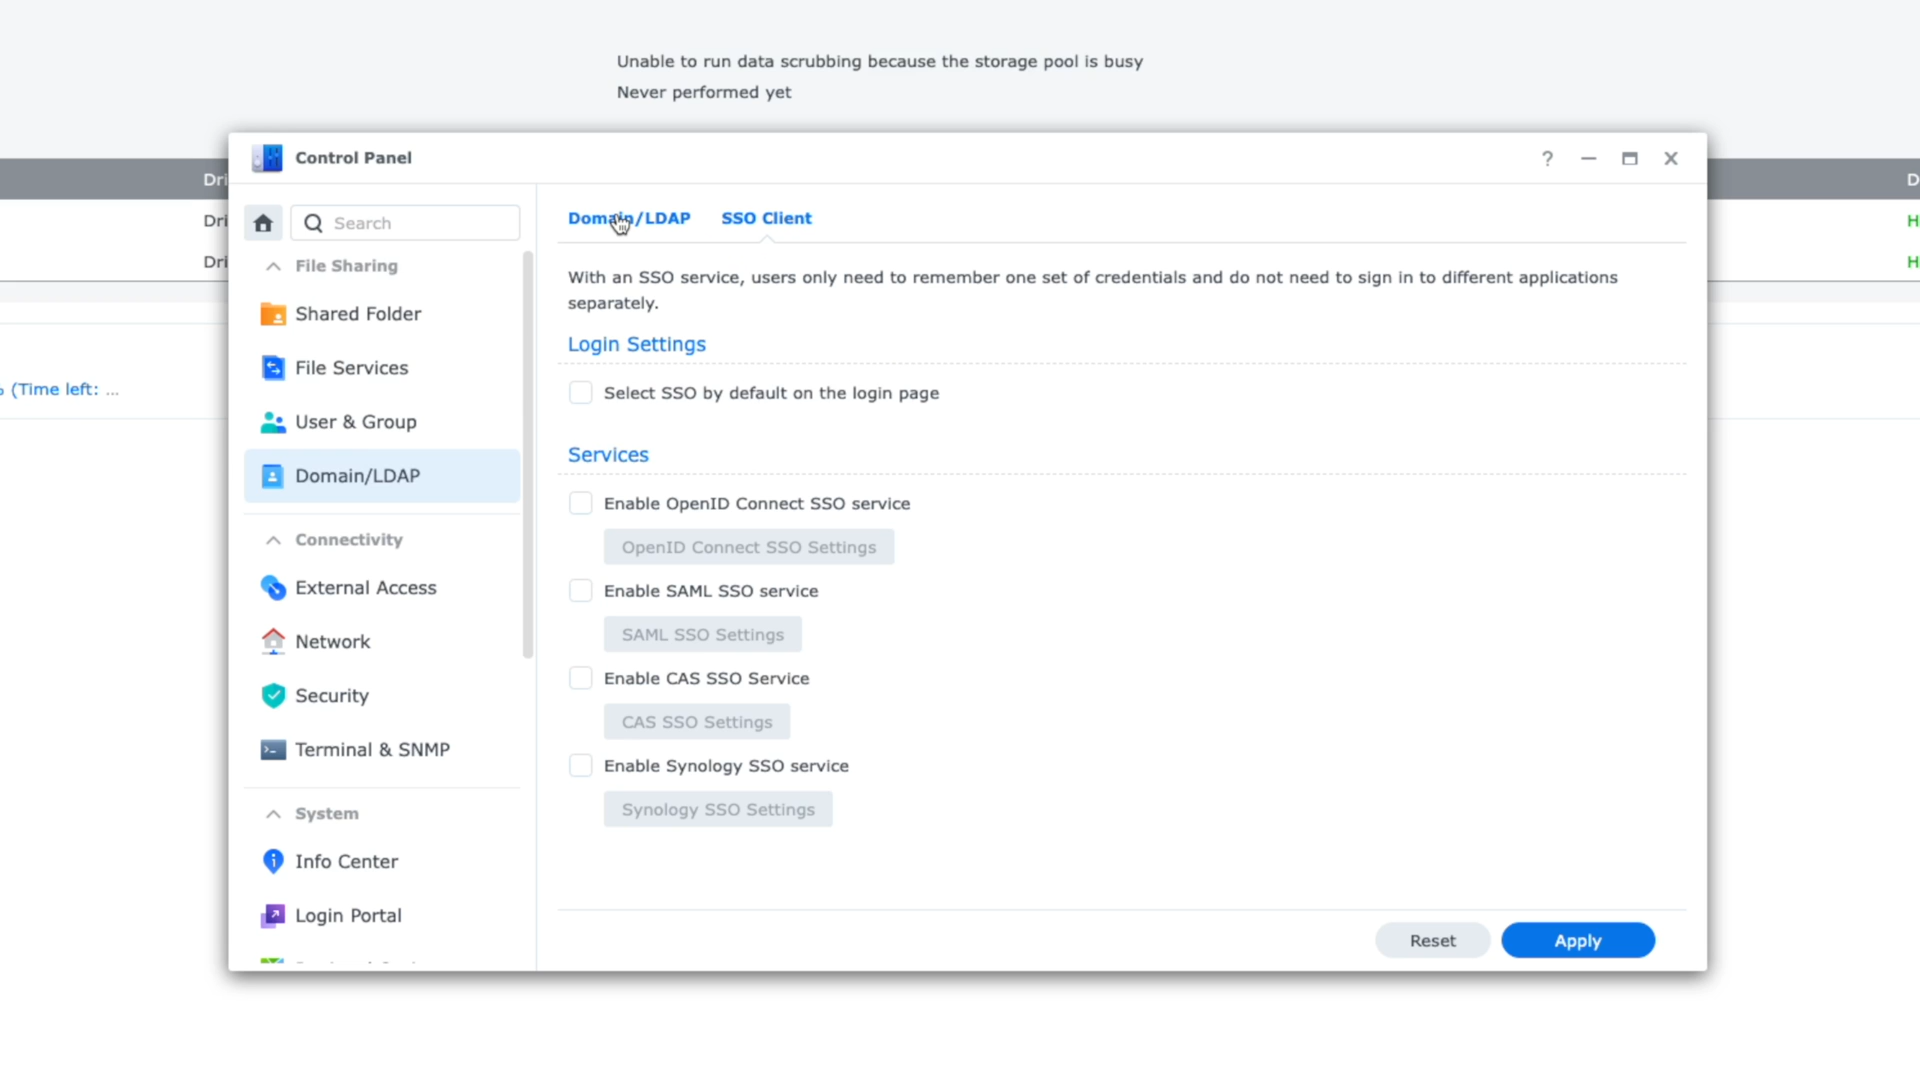 Unable to run data scrubbing because the storage pool is busy
Never performed yet
Control Panel
?
Dri
D
Search
Domain/LDAP
SSO Client
Dri
H
Dri
H
File Sharing
With an SSO service, users only need to remember one set of credentials and do not need to sign in to different applications
separately.
Shared Folder
Login Settings
File Services
(Time left: ...
Select SSO by default on the login page
User & Group
Services
Domain/LDAP
Enable OpenID Connect SSO service
Connectivity
OpenID Connect SSO Settings
External Access
Enable SAML SSO service
Network
SAML SSO Settings
Security
Enable CAS SSO Service
CAS SSO Settings
Terminal & SNMP
Enable Synology SSO service
System
Synology SSO Settings
Info Center
Login Portal
Reset
Apply